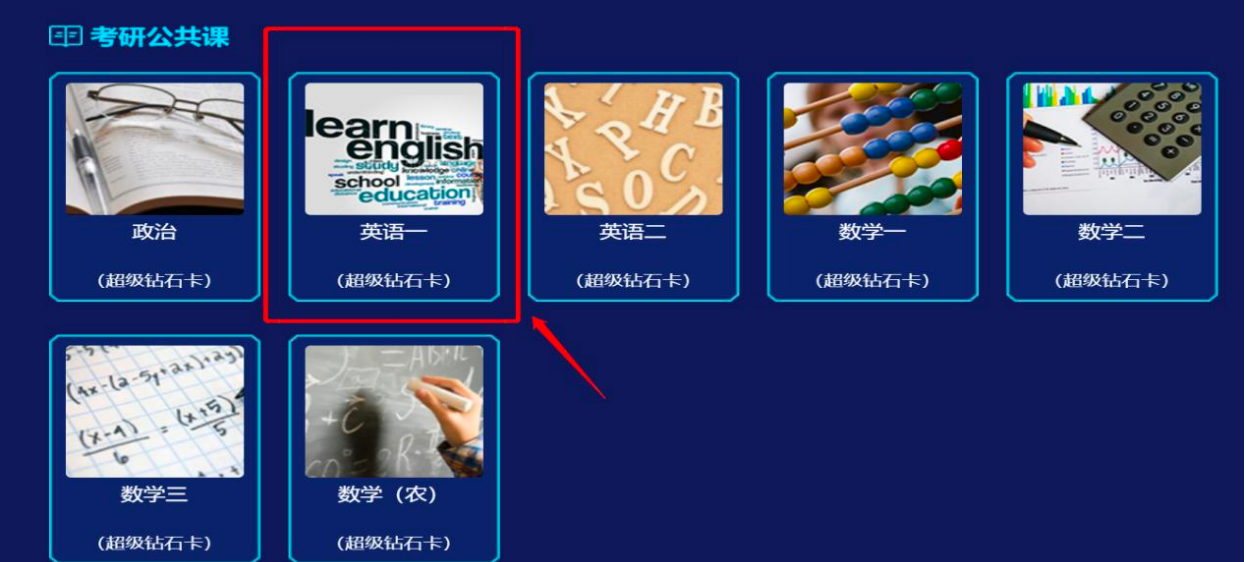 考研公共课
learn
english
study
knowledge
school
lesson
education
training
政治
英语一
英语二
数学一
数学二
(超级钻石卡)
(超级钻石卡)
(超级钻石卡)
(超级钻石卡)
(超级钻石卡)
数学三
数学（农）
(超级钻石卡)
(超级钻石卡)